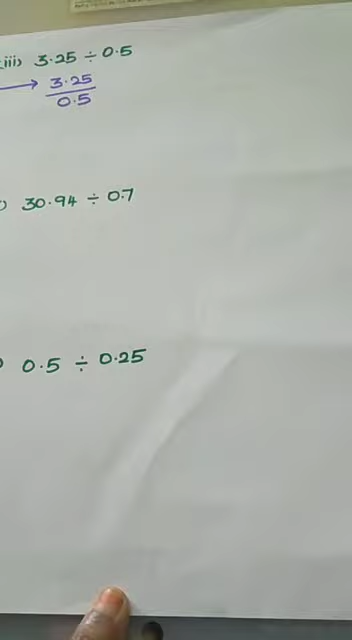 (iii) 3.25 ÷ 0.5
→ 3.25
0.5
) 30.94 ÷ 0.7
) 0.5 ÷ 0.25